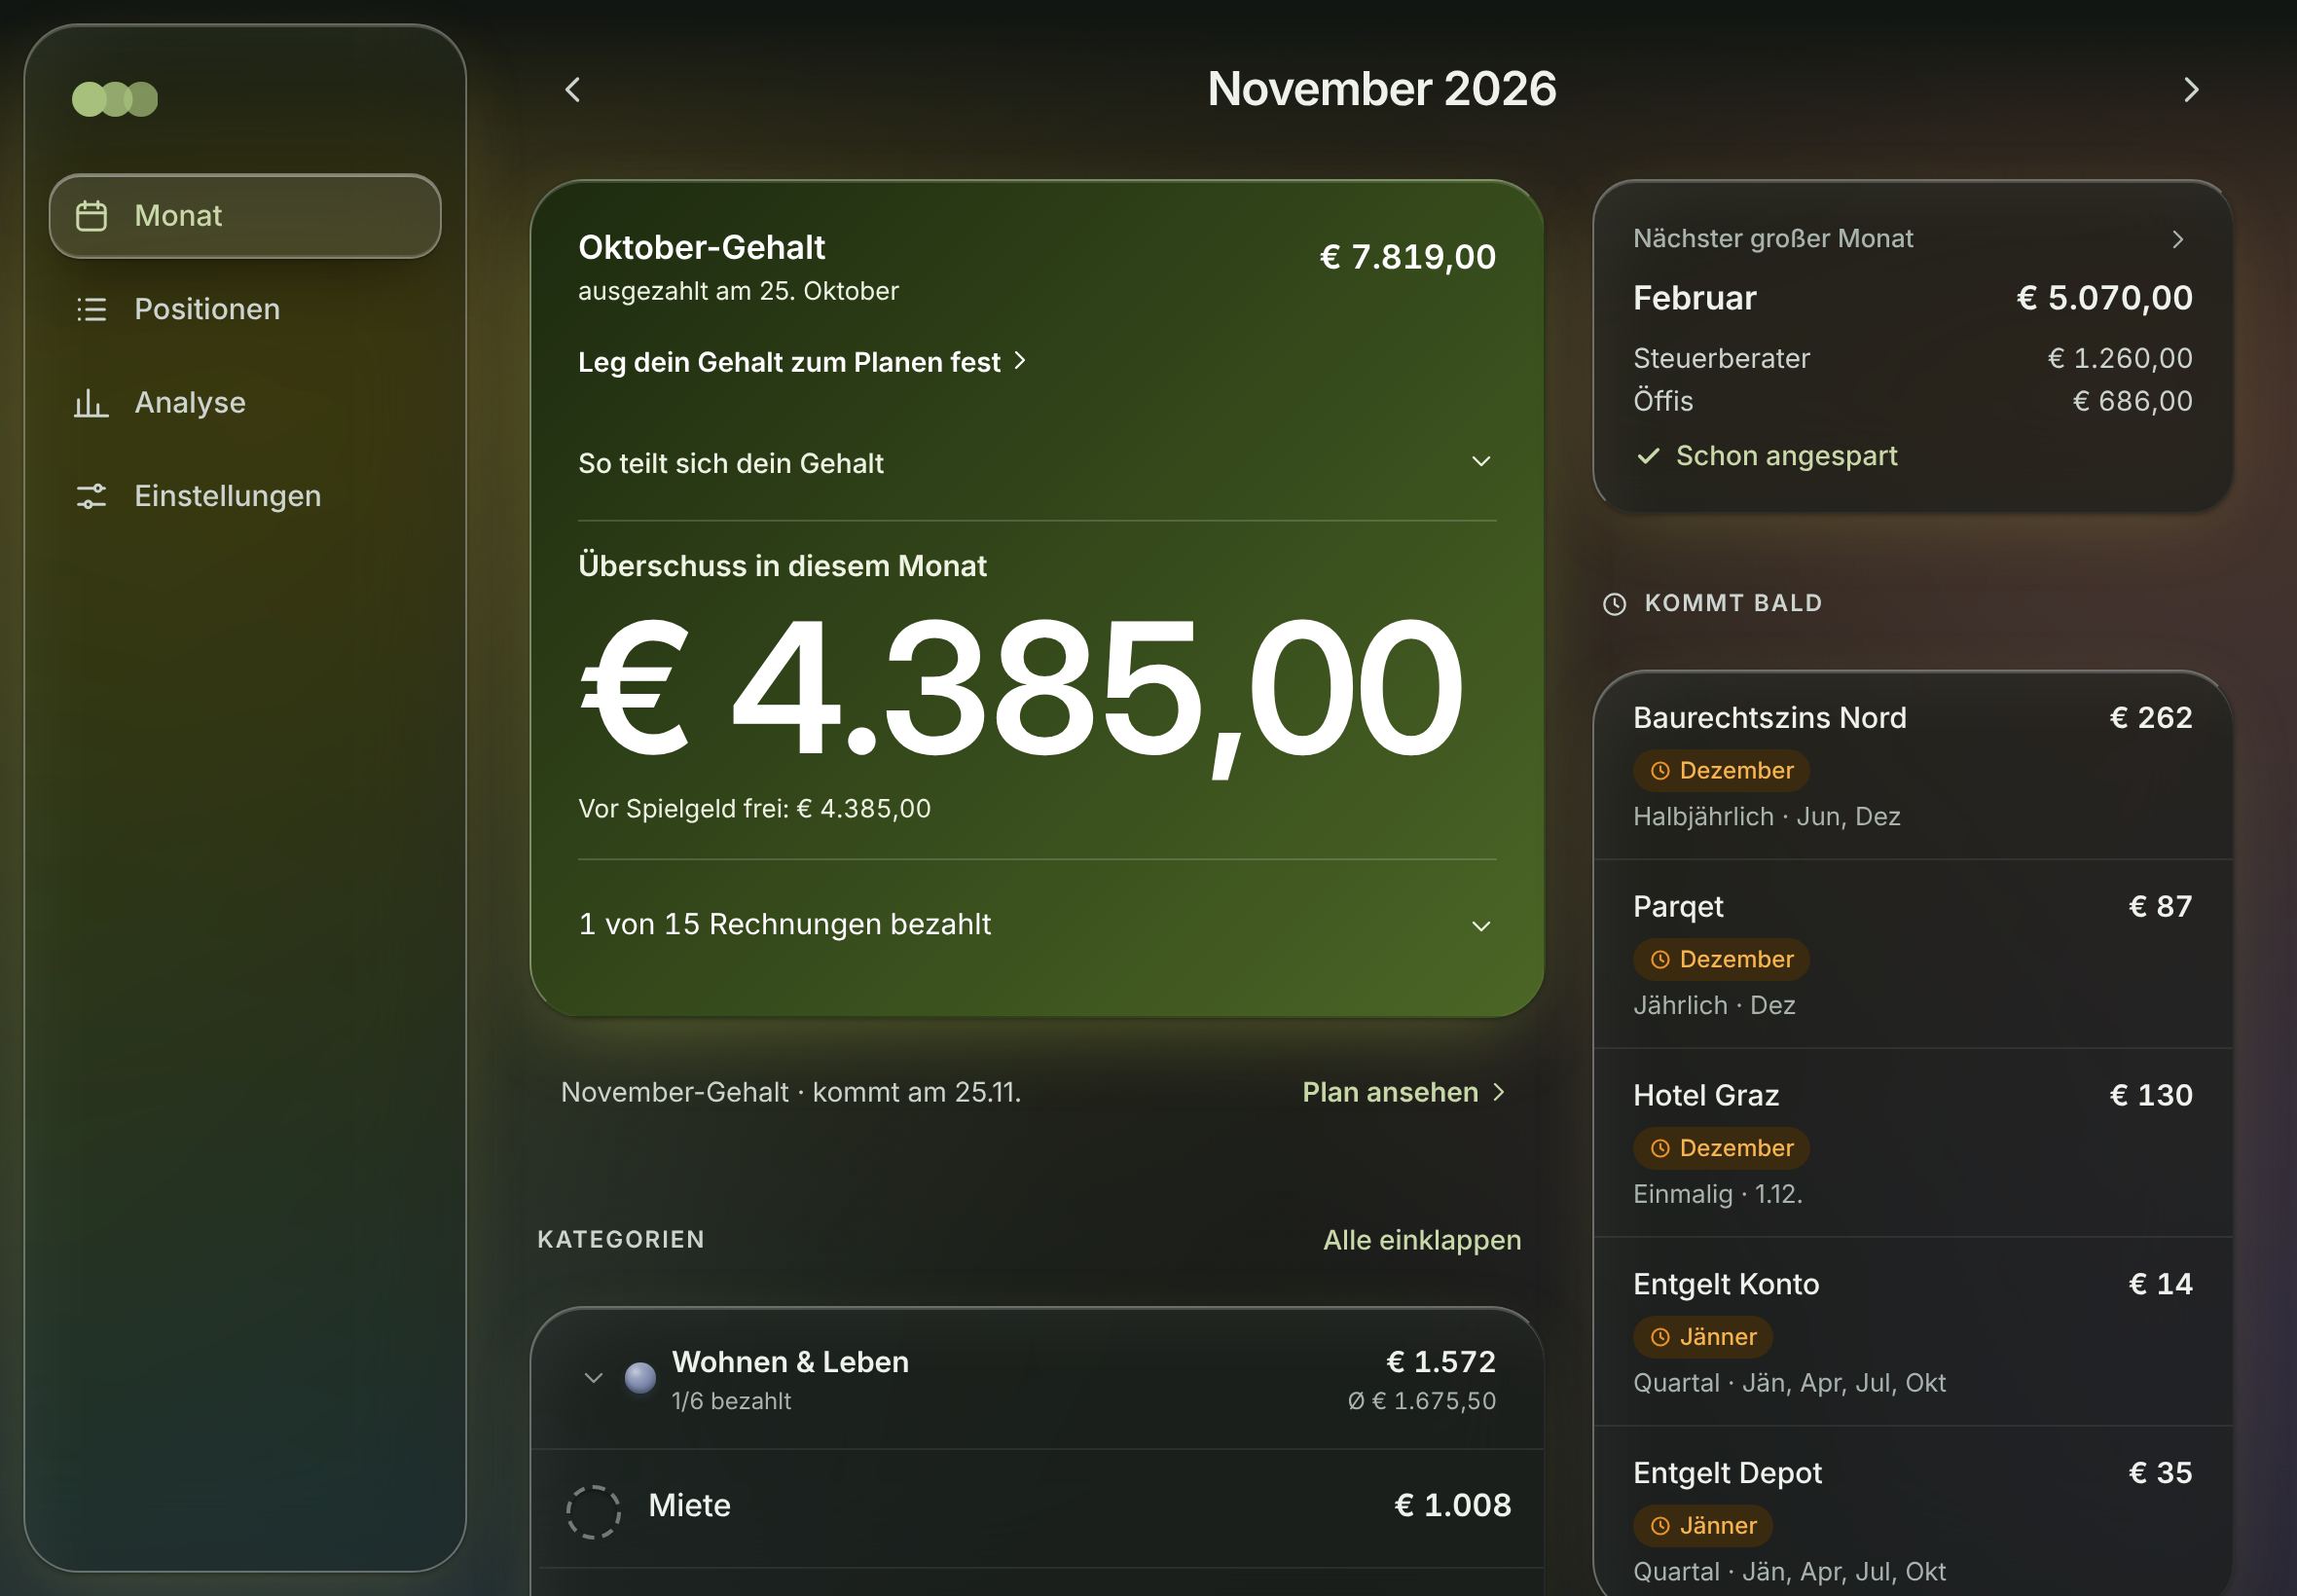 Monat
Positionen
Analyse
Einstellungen
November 2026
Oktober-Gehalt
€ 7.819,00
ausgezahlt am 25. Oktober
Leg dein Gehalt zum Planen fest
So teilt sich dein Gehalt
Überschuss in diesem Monat
€ 4.385,00
Vor Spielgeld frei: € 4.385,00
1 von 15 Rechnungen bezahlt
November-Gehalt · kommt am 25.11.
Plan ansehen
KATEGORIEN
Alle einklappen
Wohnen & Leben
€ 1.572
1/6 bezahlt
Ø € 1.675,50
Miete
€ 1.008
Nächster großer Monat
Februar
€ 5.070,00
Steuerberater
€ 1.260,00
Öffis
€ 686,00
Schon angespart
KOMMT BALD
Baurechtszins Nord
€ 262
Dezember
Halbjährlich · Jun, Dez
Parqet
€ 87
Dezember
Jährlich · Dez
Hotel Graz
€ 130
Dezember
Einmalig · 1.12.
Entgelt Konto
€ 14
Jänner
Quartal · Jän, Apr, Jul, Okt
Entgelt Depot
€ 35
Jänner
Quartal · Jän, Apr, Jul, Okt